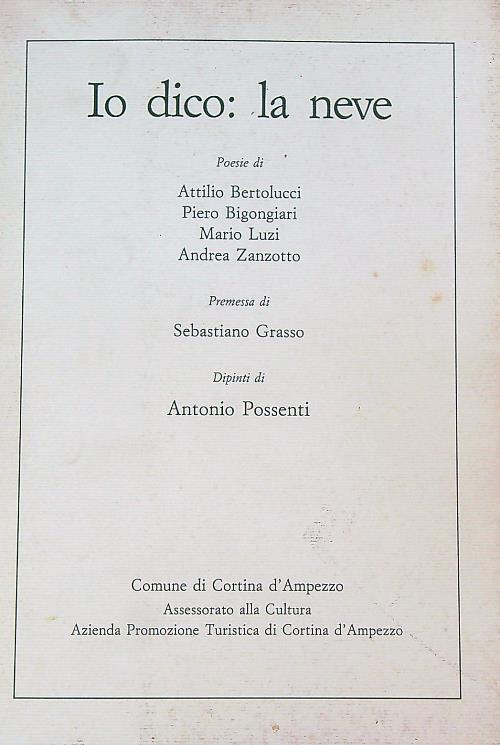 Io dico: la neve
Poesie di
Attilio Bertolucci
Piero Bigongiari
Mario Luzi
Andrea Zanzotto
Premessa di
Sebastiano Grasso
Dipinti di
Antonio Possenti
Comune di Cortina d'Ampezzo
Assessorato alla Cultura
Azienda Promozione Turistica di Cortina d'Ampezzo